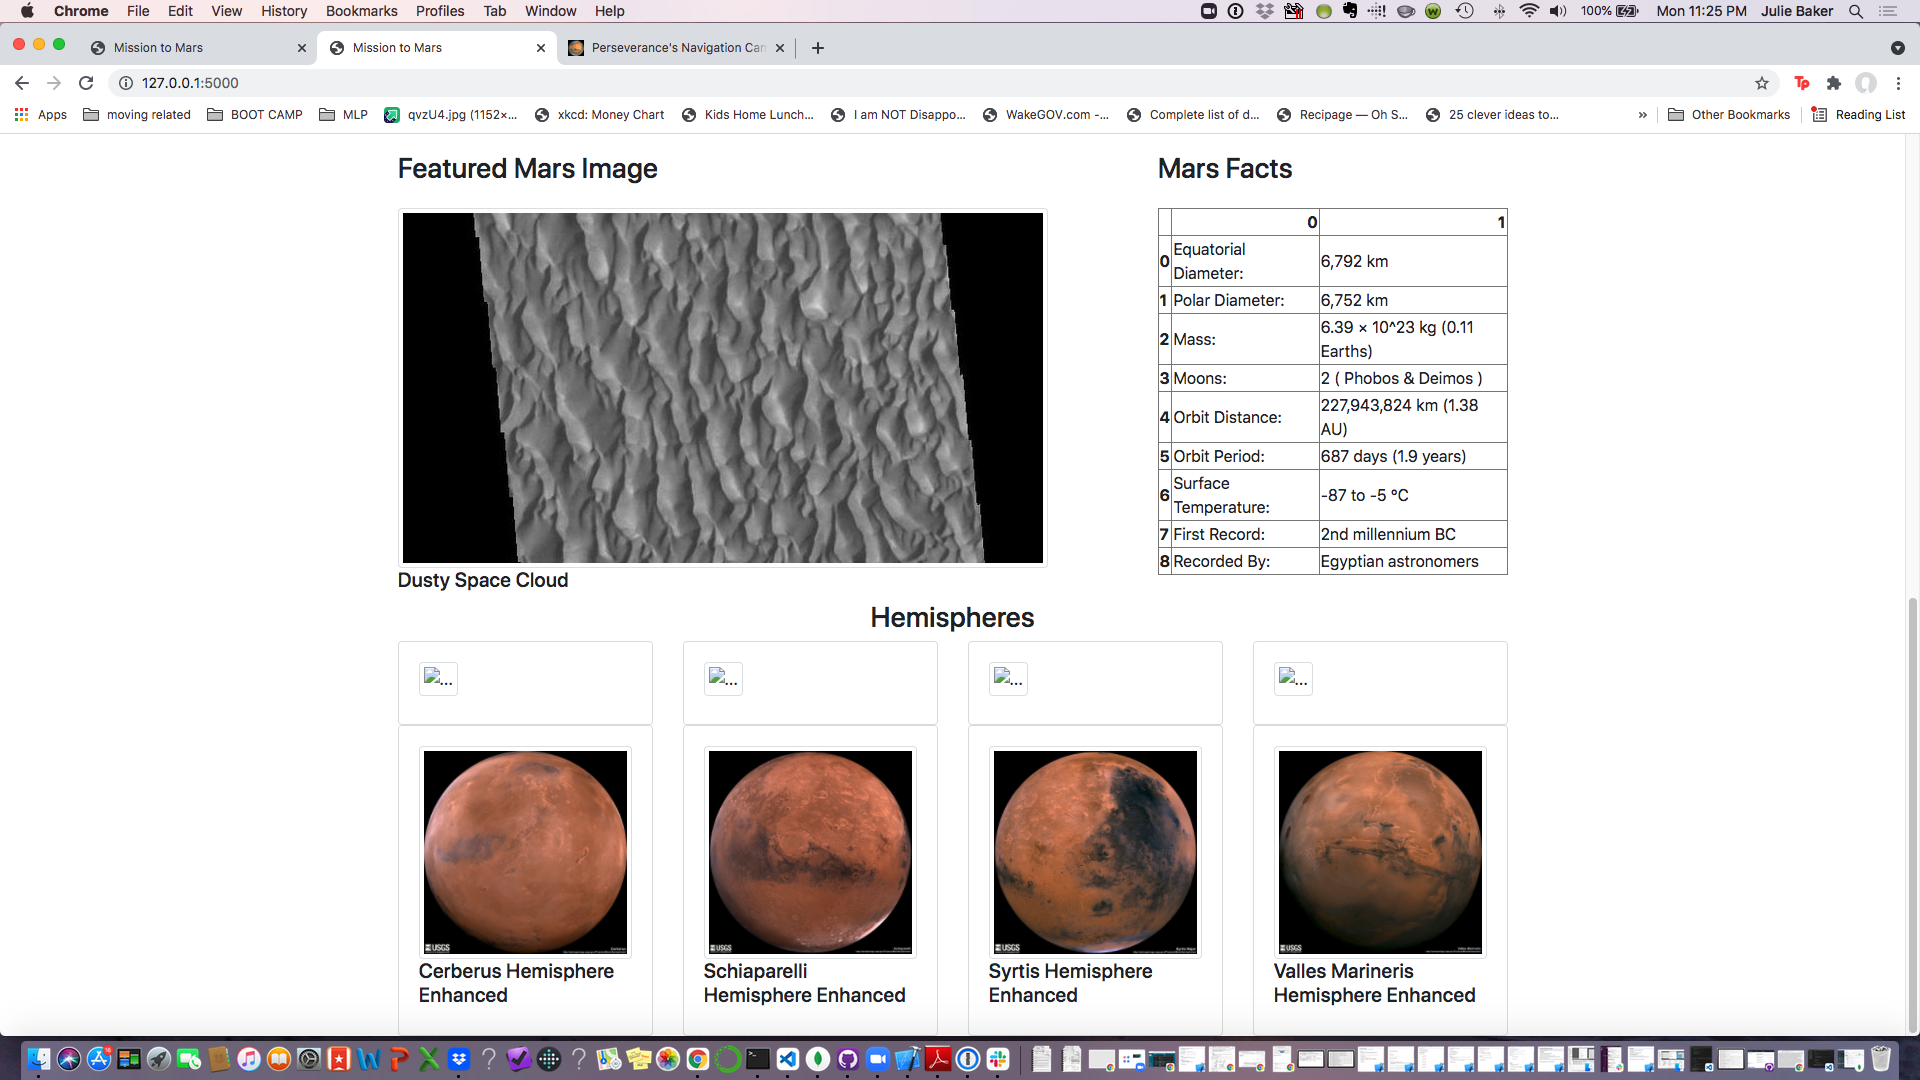 Chrome File Edit View History Bookmarks Profiles Tab Window Help
100% Mon 11:25 PM Julie Baker
Mission to Mars
Mission to Mars
Perseverance's Navigation Can
127.0.0.1:5000
Apps
moving related
BOOT CAMP
MLP
qvzU4.jpg (1152×...
xkcd: Money Chart
Kids Home Lunch...
I am NOT Disappo...
WakeGOV.com -...
Complete list of d...
Recipage — Oh S...
25 clever ideas to...
»
Other Bookmarks
Reading List
Featured Mars Image
Dusty Space Cloud
Mars Facts
0 1
0 Equatorial Diameter: 6,792 km
1 Polar Diameter: 6,752 km
2 Mass: 6.39 × 10^23 kg (0.11 Earths)
3 Moons: 2 ( Phobos & Deimos )
4 Orbit Distance: 227,943,824 km (1.38 AU)
5 Orbit Period: 687 days (1.9 years)
6 Surface Temperature: -87 to -5 °C
7 First Record: 2nd millennium BC
8 Recorded By: Egyptian astronomers
Hemispheres
... ... ... ...
USGS
USGS
USGS
USGS
Cerberus Hemisphere
Enhanced
Schiaparelli
Hemisphere Enhanced
Syrtis Hemisphere
Enhanced
Valles Marineris
Hemisphere Enhanced